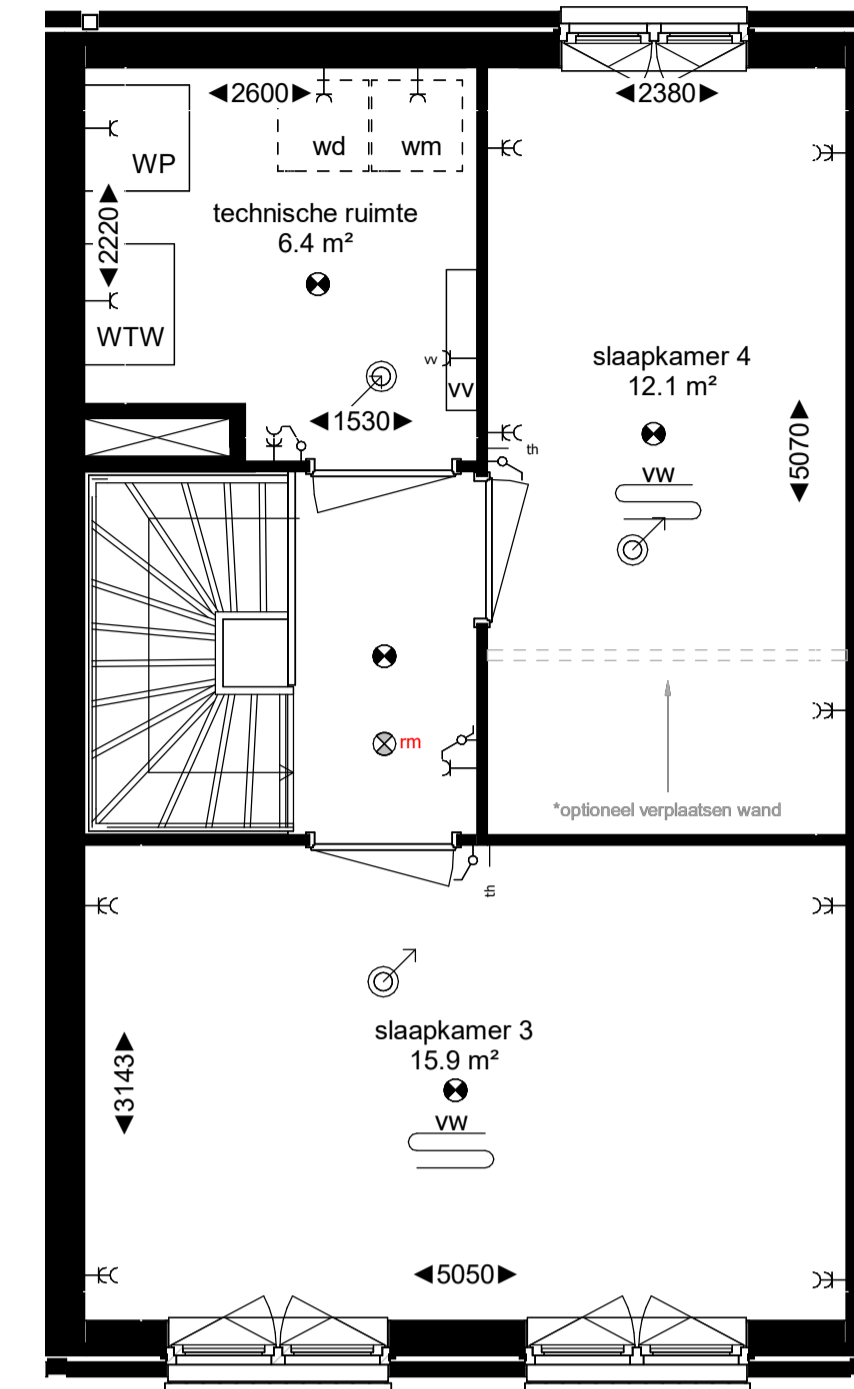 2600
2380
wd
wm
WP
technische ruimte
6.4 m²
2220
WTW
vv
vv
slaapkamer 4
12.1 m²
1530
th
5070
vw
rm
*optioneel verplaatsen wand
th
slaapkamer 3
15.9 m²
3143
vw
5050